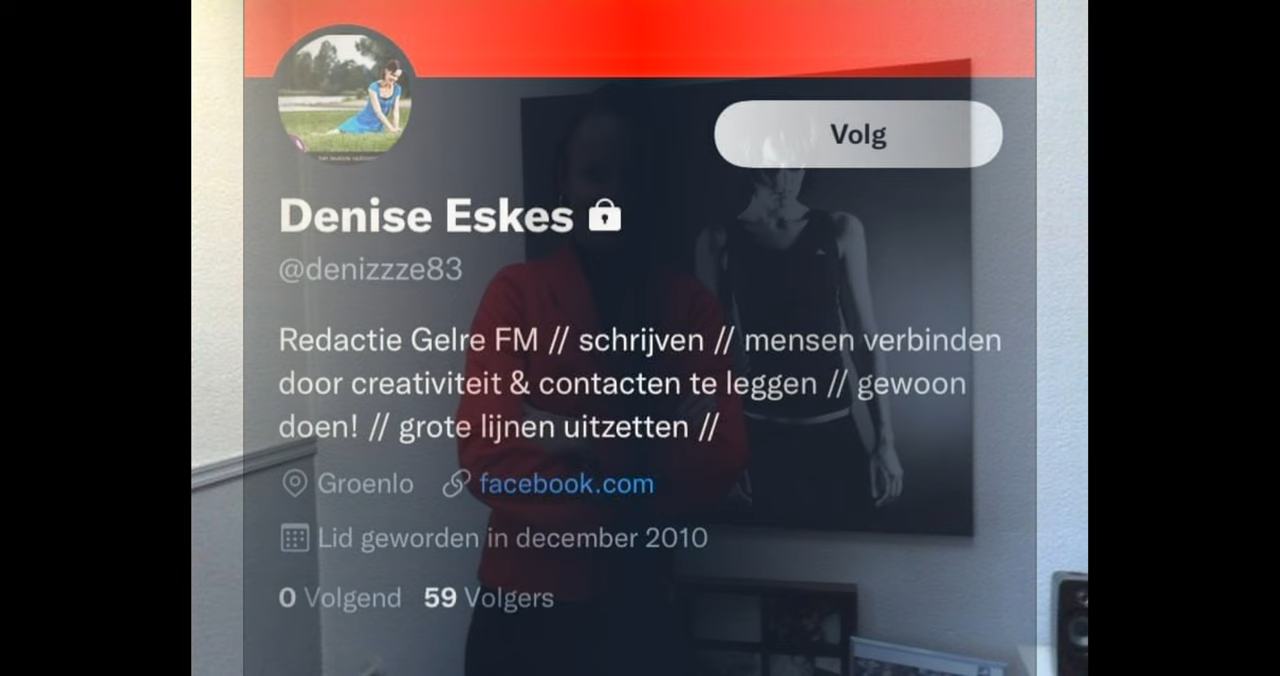 Volg
Denise Eskes
@denizzze83
Redactie Gelre FM // schrijven // mensen verbinden
door creativiteit & contacten te leggen // gewoon
doen! // grote lijnen uitzetten //
Groenlo facebook.com
Lid geworden in december 2010
0 Volgend 59 Volgers